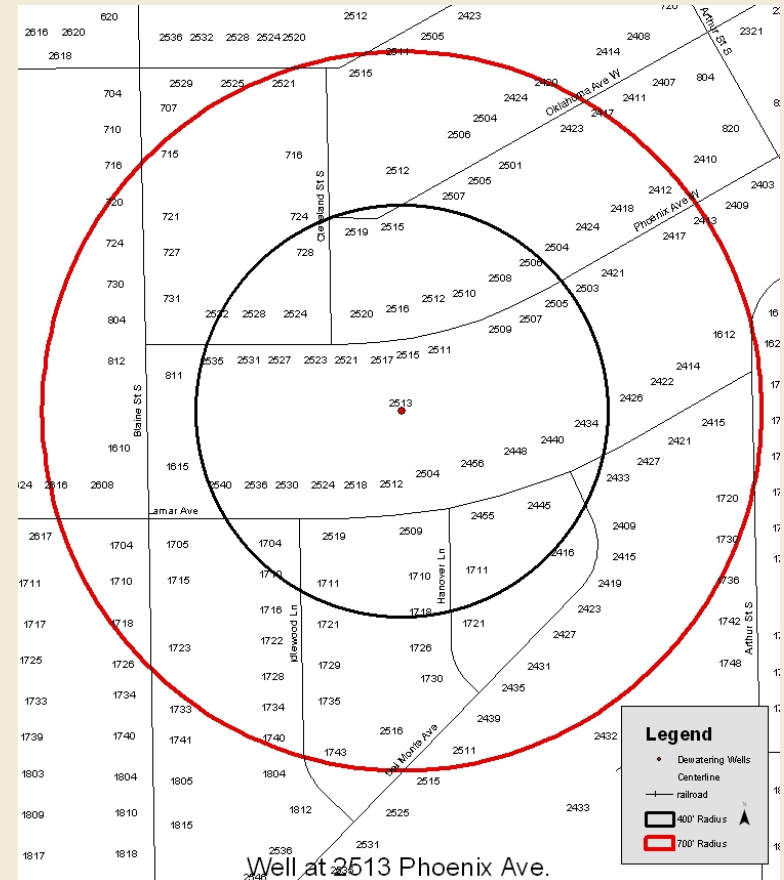 620 2512 2423 720
2616 2620 2536 2532 2528 2524 2520 2505 2408 Arthur St S 2321
2618 2511 2414
2515
704 2529 2525 2521 2420 2407 804
707 2424 Oklahoma Ave W 2411
710 2504 2417
2506 2423 820
715 716
716 2512 2501 2410
2505 2412 2403
720 2507 2418 Phoenix Ave W 2409
721 724 Cleveland St S 2519 2515 2424 2413
724 2417
727 728 2504
2506
730 2508 2421
731 2510 2503
2512 2505
804 2532 2528 2524 2520 2516 2507
2509
812 2535 2531 2527 2523 2521 2517 2515 2511 1612
811 2414
2422
Blaine St S 2513 2426
2434 2415
2440 2421
1610 2448
1615 2456 2427
2504 2433
2616 2608 2540 2536 2530 2524 2518 2512 1720
2445
amar Ave 2455
2617 1704 1705 1704 2519 2509 2409 1730
2416 2415
1711 1710 1715 1710 1711 1710 Hanover Ln 1711 2419 1736
1716 1718 2423
1717 1718 1721 1721 1742
1722 2427 Arthur St S
1725 1726 1723 dlewood Ln 1729 1726 2431 1748
1728 1730
1733 1734 1733 1734 1735 2435
2439
1739 1740 1741 1740 2516 2432
1743 Del Monte Ave 2511
1803 1804 1805 1804 2515
1809 1810 1812 2525 2433
1815
1817 1818 2536 2531
Well at 2513 Phoenix Ave.
Legend
Dewatering Wells
Centerline
railroad
400' Radius
700' Radius